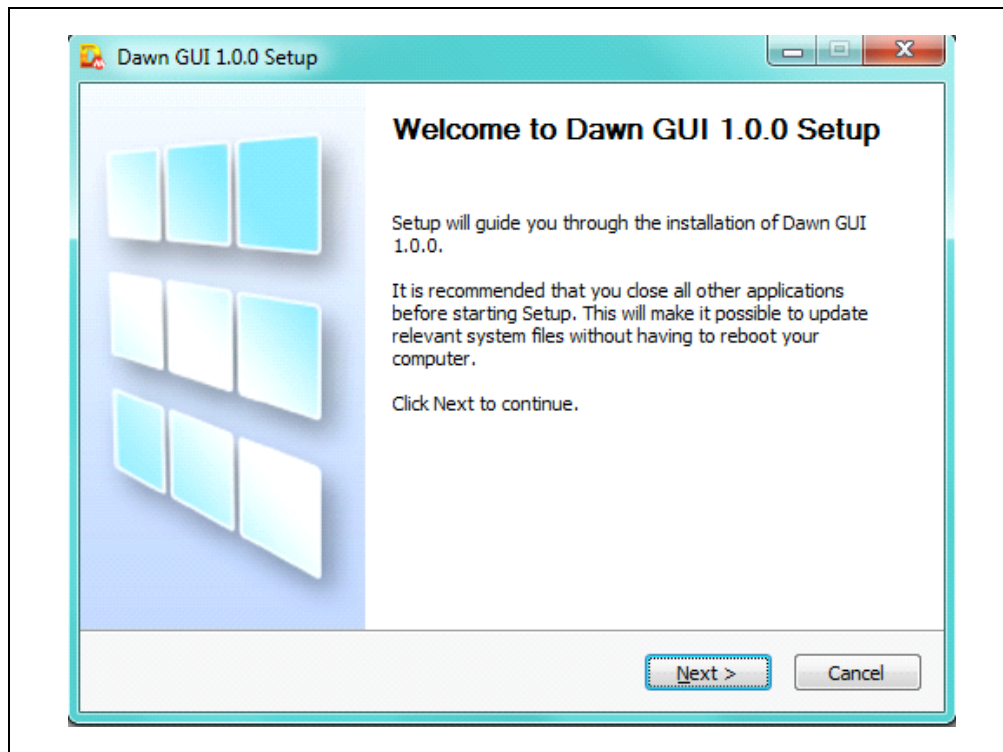 Dawn GUI 1.0.0 Setup
Welcome to Dawn GUI 1.0.0 Setup
Setup will guide you through the installation of Dawn GUI
1.0.0.
It is recommended that you close all other applications
before starting Setup. This will make it possible to update
relevant system files without having to reboot your
computer.
Click Next to continue.
Next >
Cancel